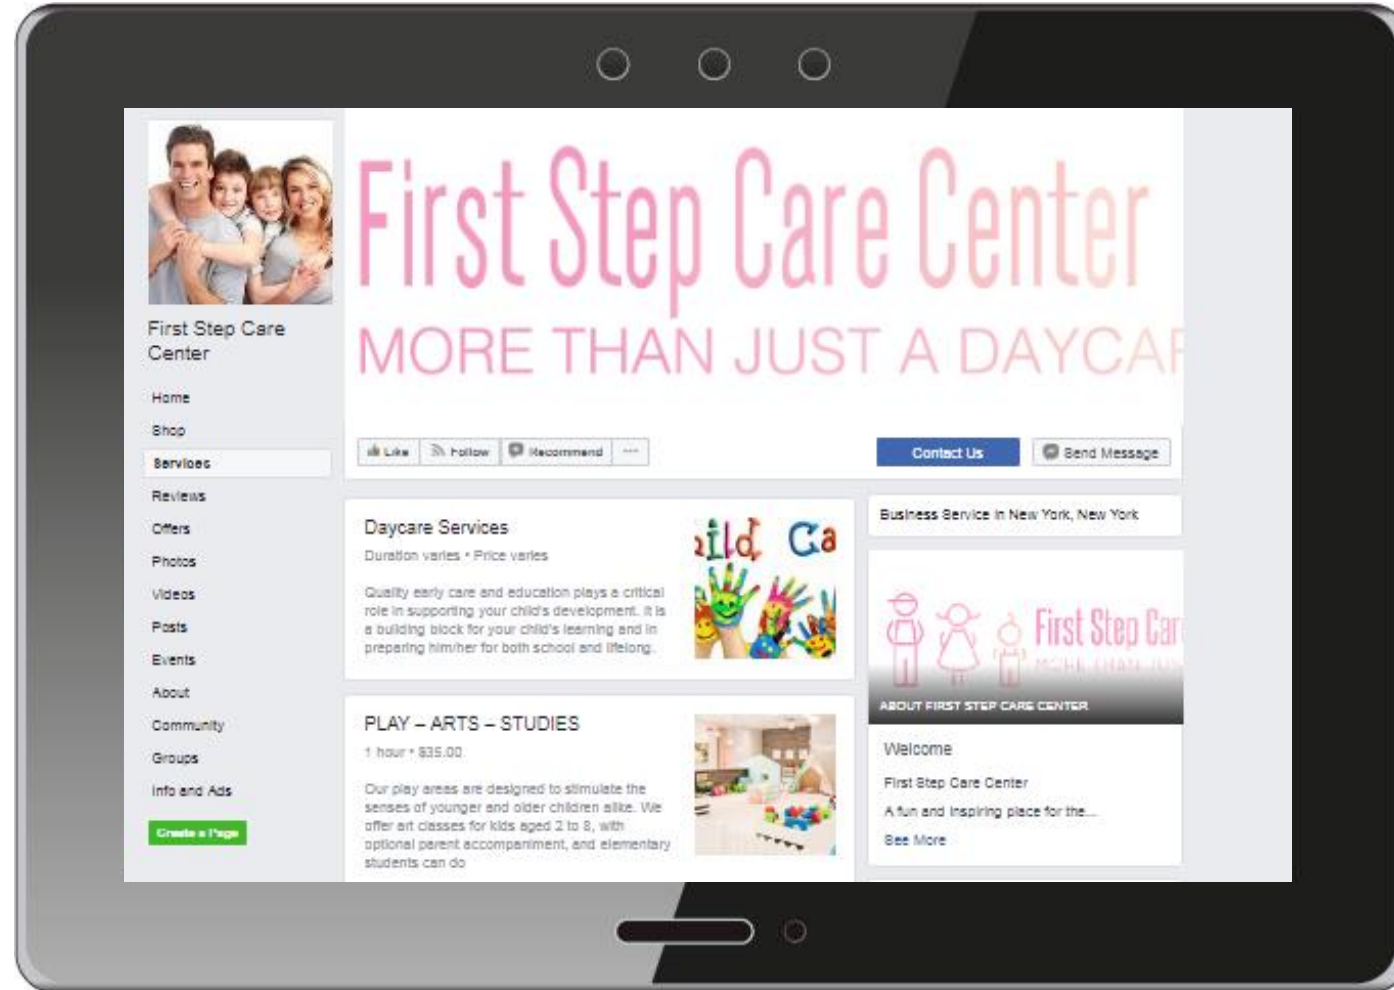 First Step Care Center
MORE THAN JUST A DAYCAR
First Step Care
Center
Home
Shop
Services
Reviews
Offers
Photos
Videos
Posts
Events
About
Community
Groups
Info and Ads
Create a Page
Like Follow Recommend ...
Contact Us
Send Message
Daycare Services
Duration varies • Price varies
Quality early care and education plays a critical
role in supporting your child's development. It is
a building block for your child's learning and in
preparing him/her for both school and lifelong.
ild Ca
PLAY – ARTS – STUDIES
1 hour • $35.00
Our play areas are designed to stimulate the
senses of younger and older children alike. We
offer art classes for kids aged 2 to 8, with
optional parent accompaniment, and elementary
students can do
Business Service in New York, New York
First Step Car
MORE THAN JUS
ABOUT FIRST STEP CARE CENTER
Welcome
First Step Care Center
A fun and inspiring place for the...
See More